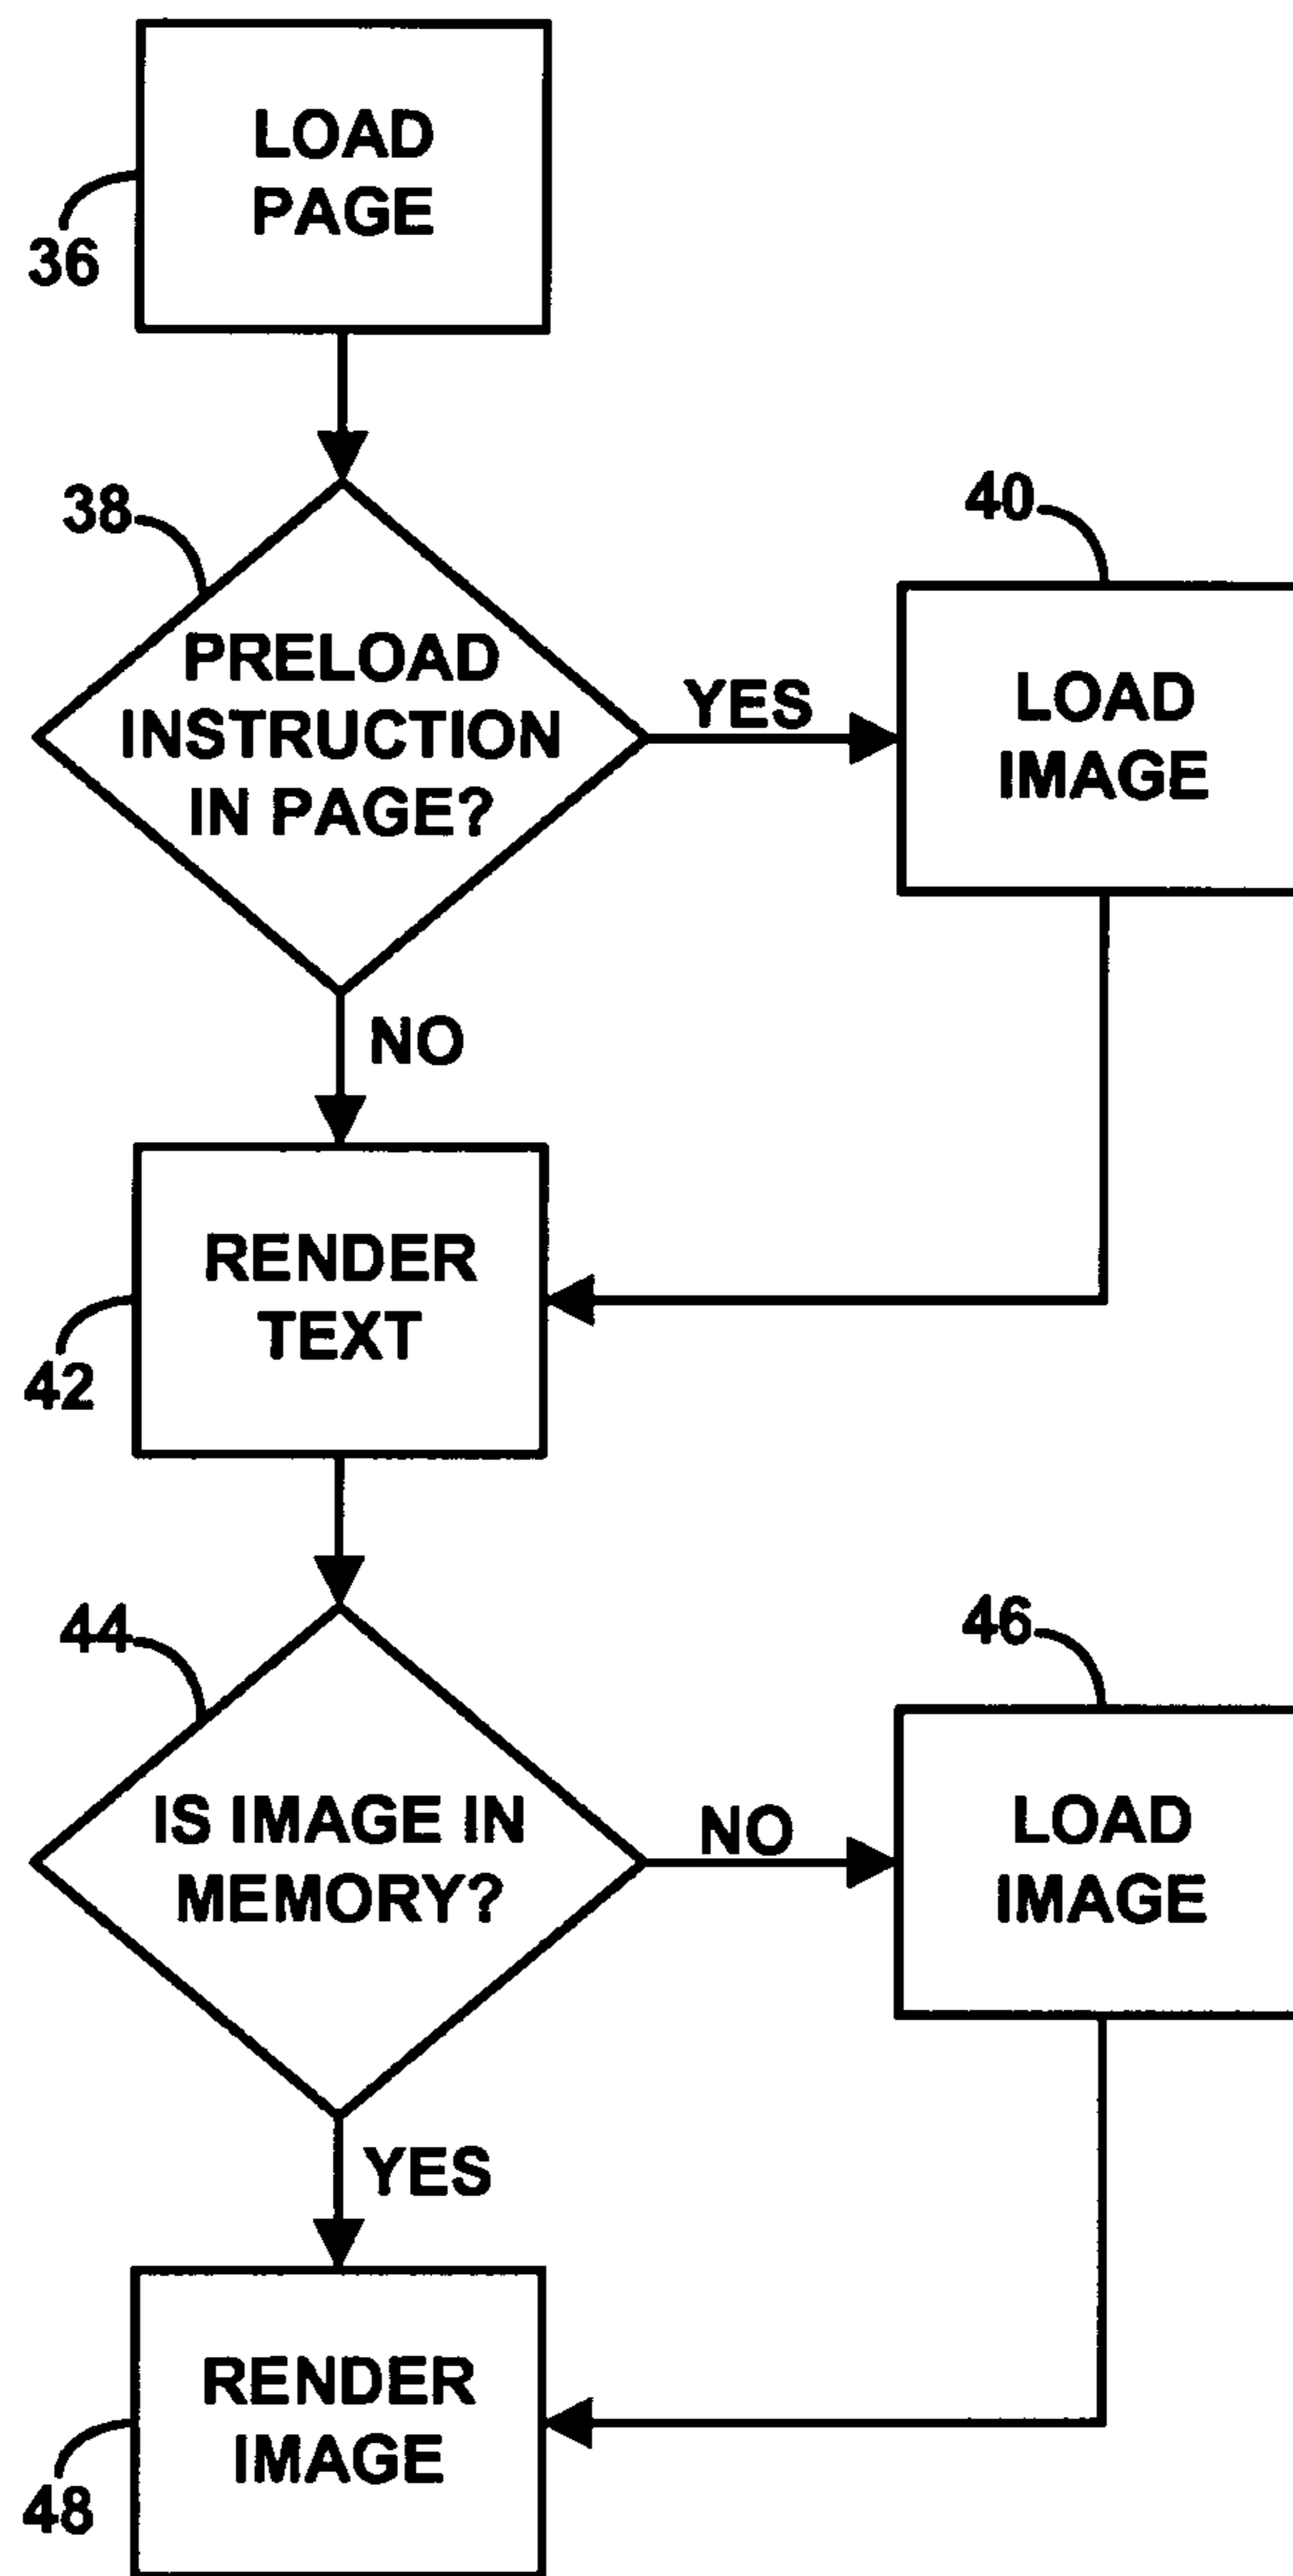 LOAD
PAGE
36
38
PRELOAD
INSTRUCTION
IN PAGE?
YES
40
LOAD
IMAGE
NO
RENDER
TEXT
42
44
IS IMAGE IN
MEMORY?
NO
46
LOAD
IMAGE
YES
RENDER
IMAGE
48